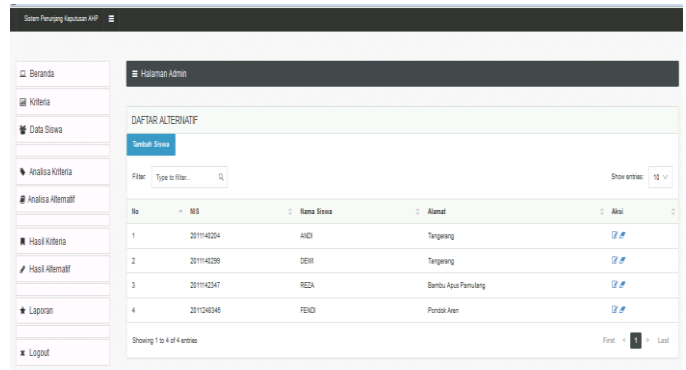 Sistem Penunjang Keputusan AHP
Beranda
Kriteria
Data Siswa
Analisa Kriteria
Analisa Alternatif
Hasil Kriteria
Hasil Alternatif
Laporan
Logout
Halaman Admin
DAFTAR ALTERNATIF
Tambah Siswa
Filter: Type to filter... Show entries: 10
No NIS Nama Siswa Alamat Aksi
1 2011140204 ANDI Tangerang
2 2011140299 DEWI Tangerang
3 2011142347 REZA Bambu Apus Pamulang
4 2011240346 FENDI Pondok Aren
Showing 1 to 4 of 4 entries First < 1 > Last